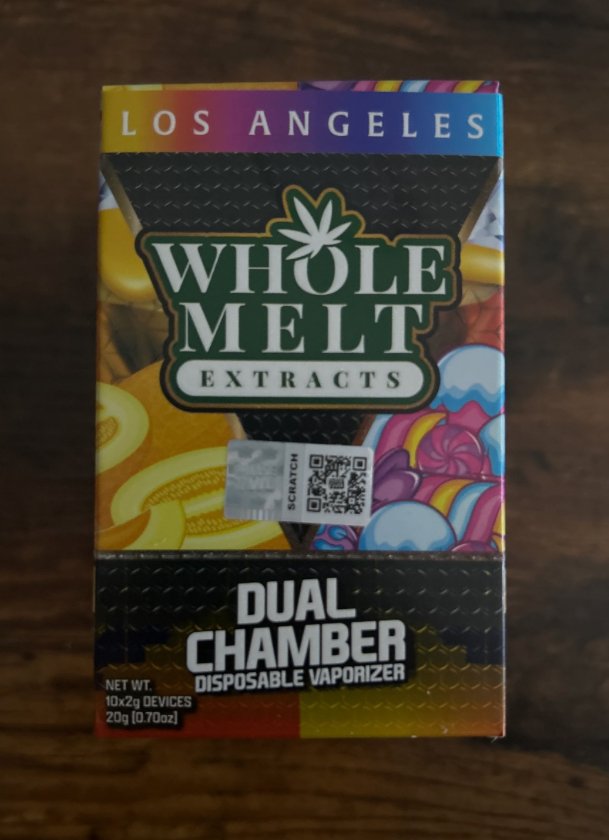 LOS ANGELES
WHOLE
MELT
EXTRACTS
SCRATCH
DUAL
CHAMBER
DISPOSABLE VAPORIZER
NET WT.
10x2g DEVICES
20g [0.70oz]